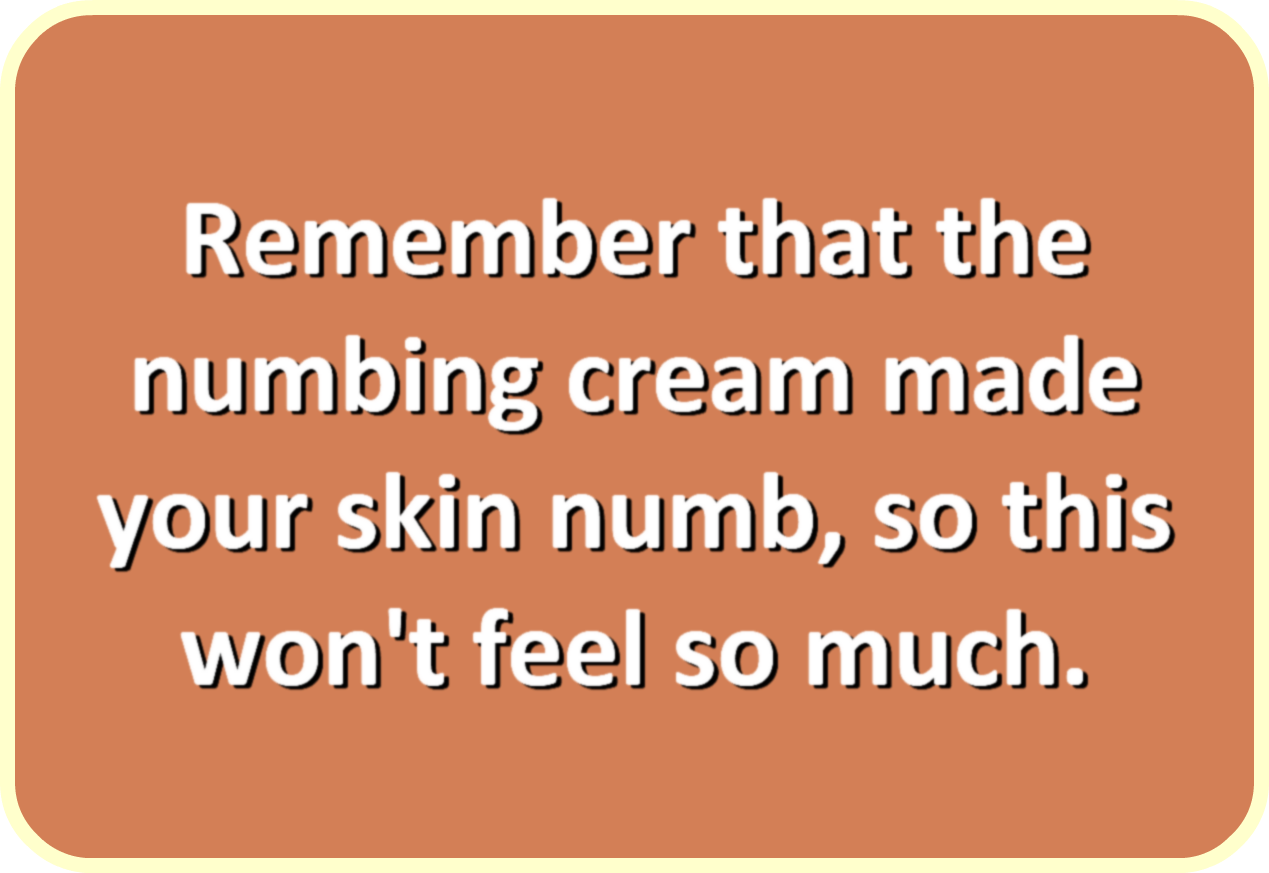 Remember that the
numbing cream made
your skin numb, so this
won't feel so much.